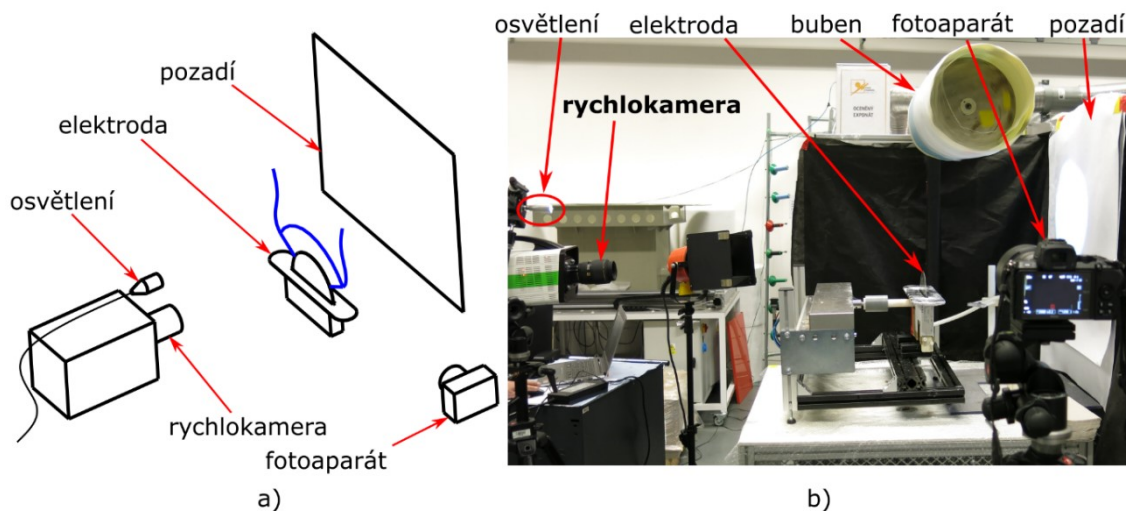 pozadí
elektroda
osvětlení
rychlokamera
fotoaparát
a)
osvětlení
elektroda
buben
fotoaparát
pozadí
rychlokamera
b)